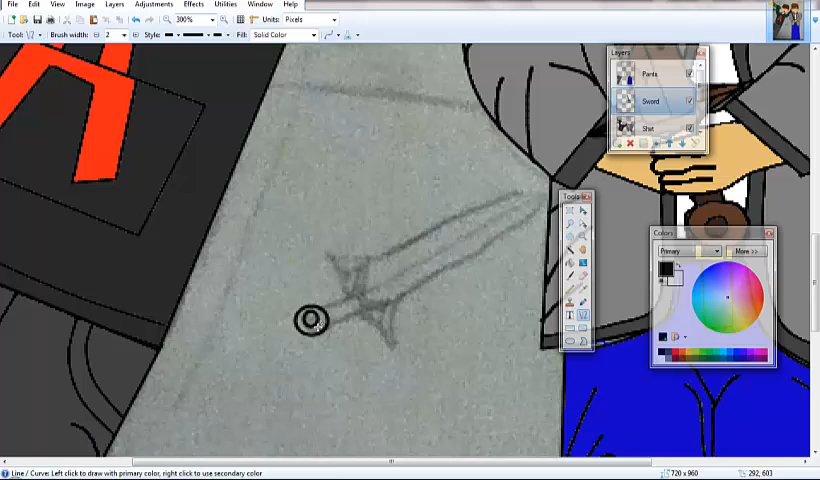 File Edit View Image Layers Adjustments Effects Utilities Window Help
300% Units: Pixels
Tool: Brush width: 2 Style: Fill: Solid Color
Layers
Pants
Sword
Shirt
Tools
T
Colors
Primary More >>
Line / Curve: Left click to draw with primary color, right click to use secondary color
720 x 960 292, 603